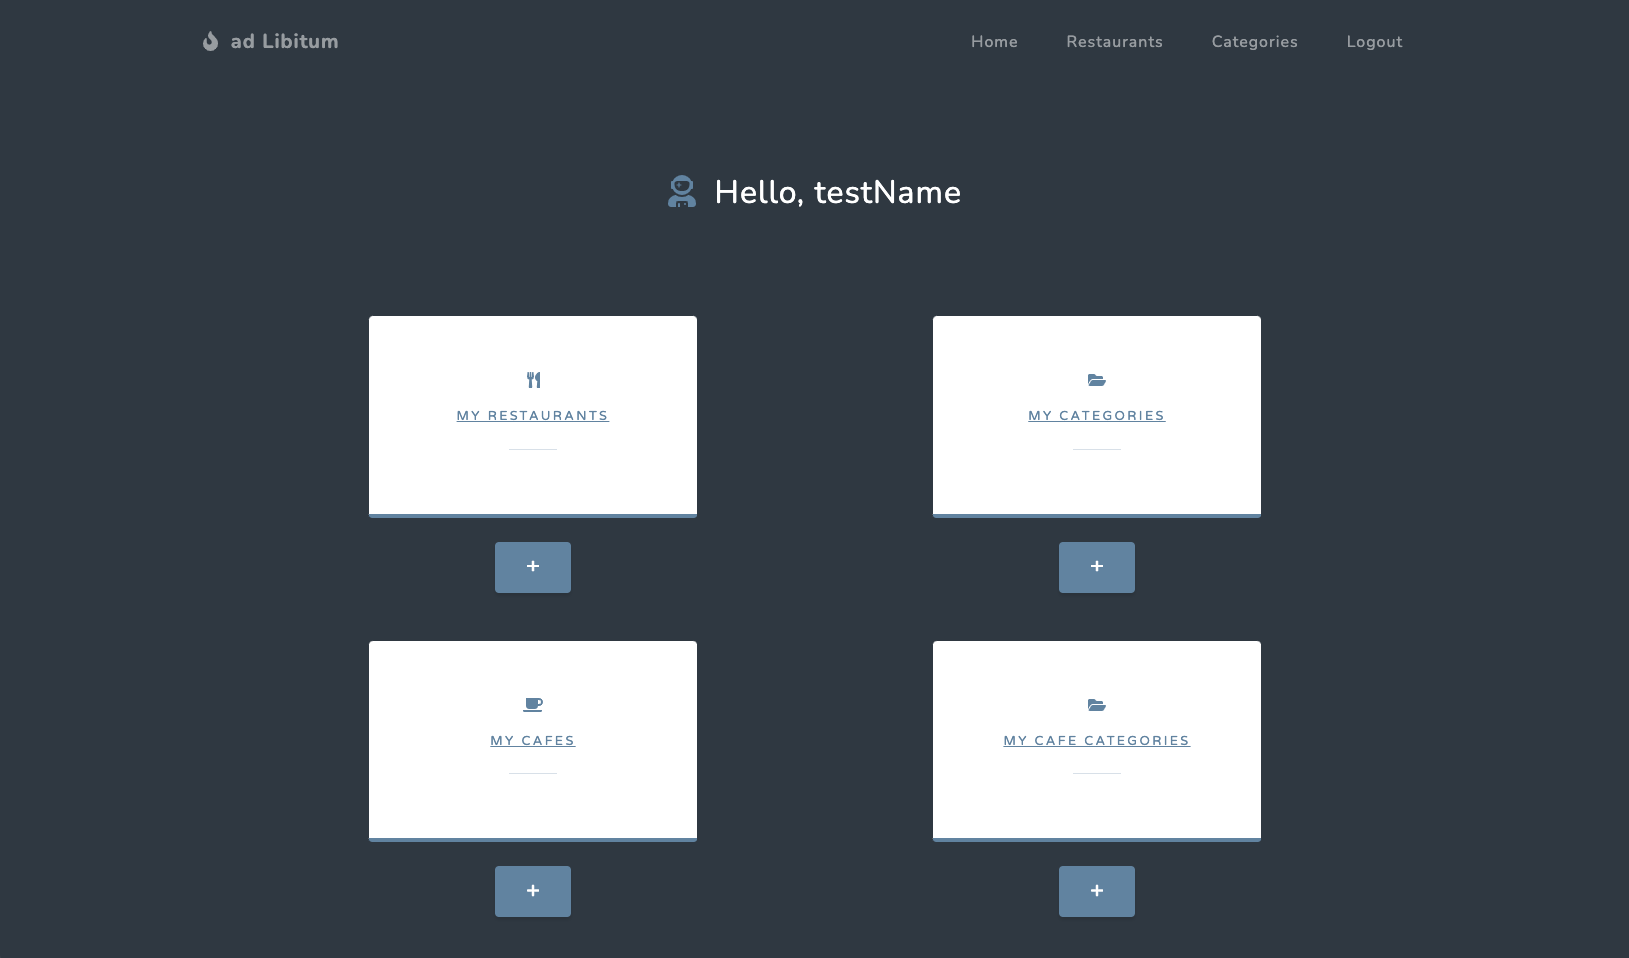 ad Libitum
Home Restaurants Categories Logout
Hello, testName
MY RESTAURANTS
MY CATEGORIES
+
+
MY CAFES
MY CAFE CATEGORIES
+
+